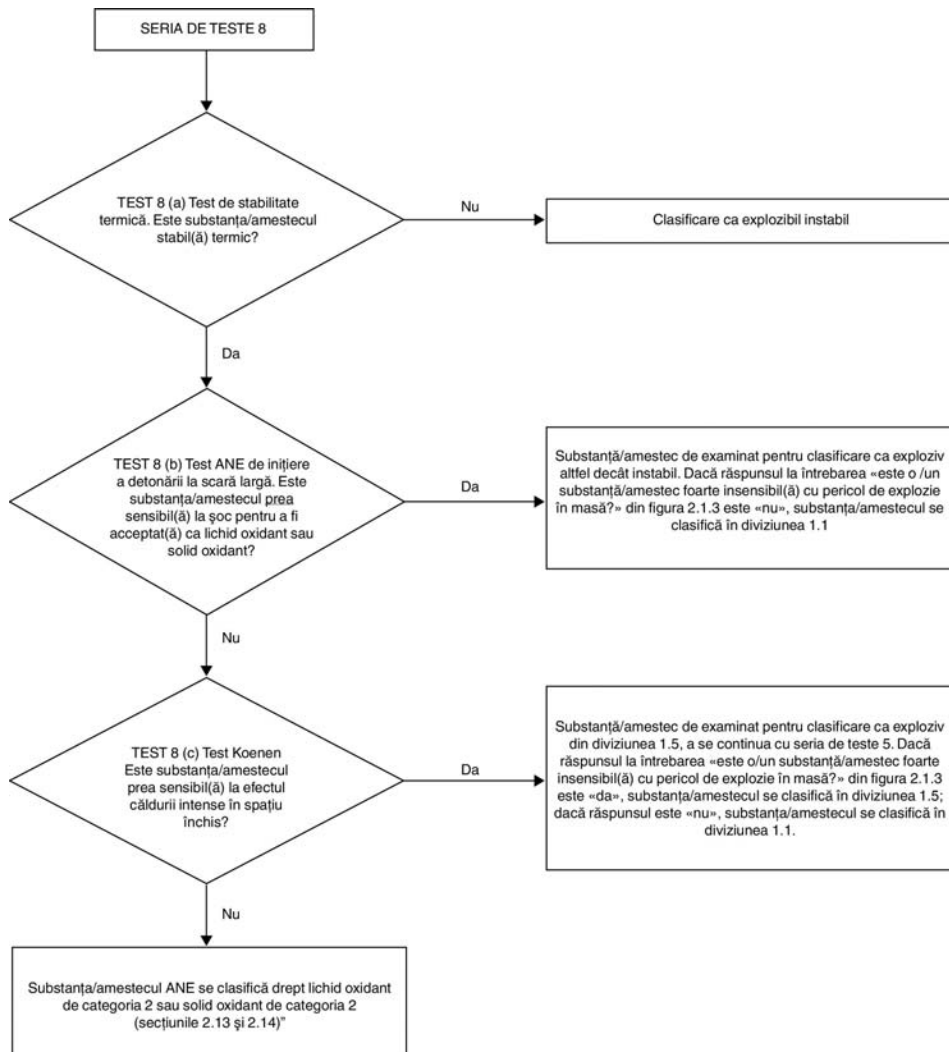 SERIA DE TESTE 8
TEST 8 (a) Test de stabilitate
termică. Este substanța/amestecul
stabil(ă) termic?
Nu
Clasificare ca explozibil instabil
Da
TEST 8 (b) Test ANE de inițiere
a detonării la scară largă. Este
substanța/amestecul prea
sensibil(ă) la șoc pentru a fi
acceptat(ă) ca lichid oxidant sau
solid oxidant?
Da
Substanță/amestec de examinat pentru clasificare ca exploziv
altfel decât instabil. Dacă răspunsul la întrebarea «este o /un
substanță/amestec foarte insensibil(ă) cu pericol de explozie
în masă?» din figura 2.1.3 este «nu», substanța/amestecul se
clasifică în diviziunea 1.1
Nu
TEST 8 (c) Test Koenen
Este substanța/amestecul
prea sensibil(ă) la efectul
căldurii intense în spațiu
închis?
Da
Substanță/amestec de examinat pentru clasificare ca exploziv
din diviziunea 1.5, a se continua cu seria de teste 5. Dacă
răspunsul la întrebarea «este o/un substanță/amestec foarte
insensibil(ă) cu pericol de explozie în masă?» din figura 2.1.3
este «da», substanța/amestecul se clasifică în diviziunea 1.5;
dacă răspunsul este «nu», substanța/amestecul se clasifică în
diviziunea 1.1.
Nu
Substanța/amestecul ANE se clasifică drept lichid oxidant
de categoria 2 sau solid oxidant de categoria 2
(secțiunile 2.13 și 2.14)”